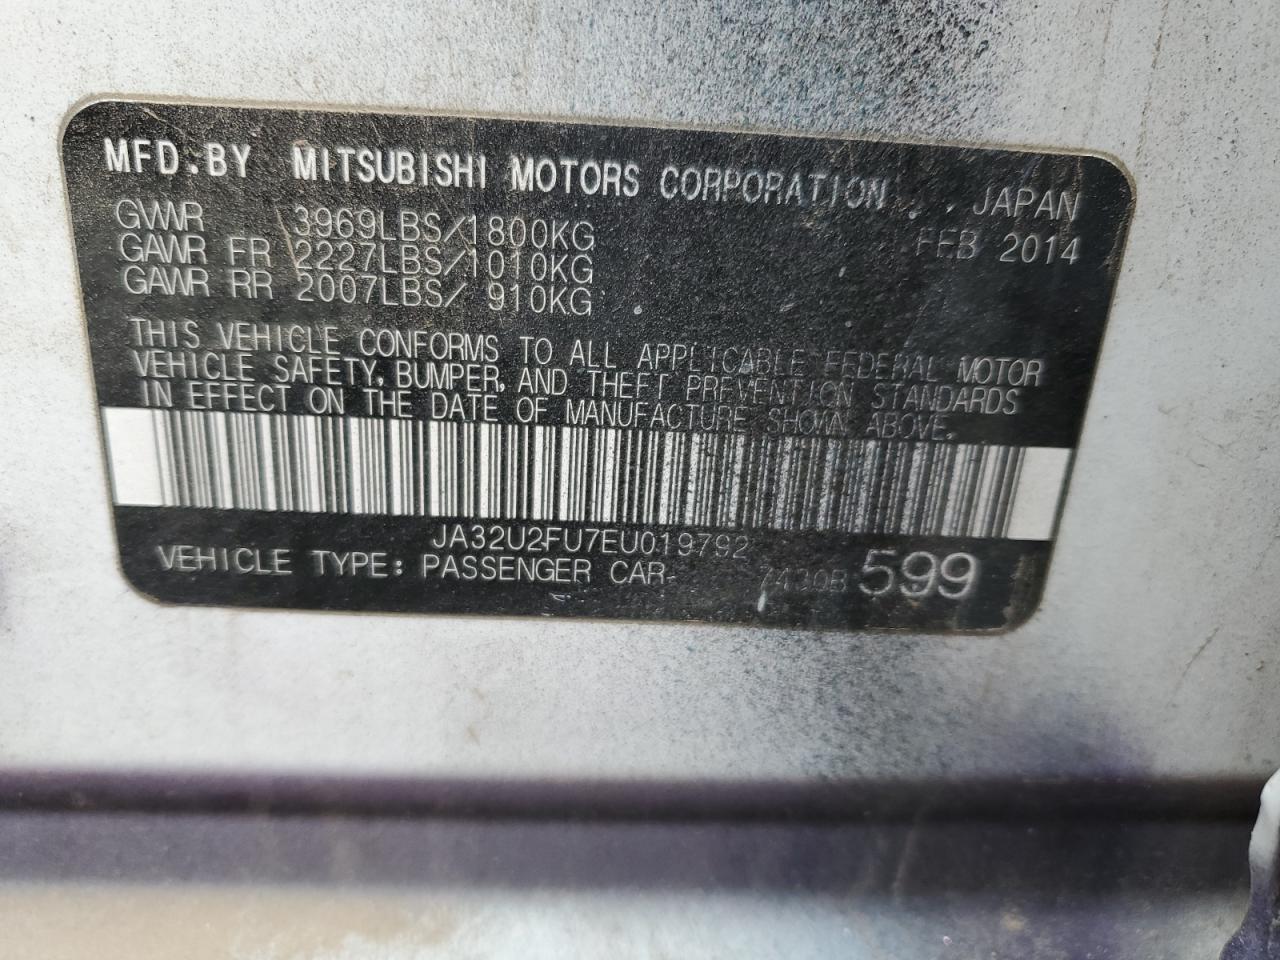 MFD.BY MITSUBISHI MOTORS CORPORATION JAPAN
GVWR 3969LBS/1800KG FEB 2014
GAWR FR 2227LBS/1010KG
GAWR RR 2007LBS/ 910KG
THIS VEHICLE CONFORMS TO ALL APPLICABLE FEDERAL MOTOR
VEHICLE SAFETY, BUMPER, AND THEFT PREVENTION STANDARDS
IN EFFECT ON THE DATE OF MANUFACTURE SHOWN ABOVE.
JA32U2FU7EU019792
VEHICLE TYPE: PASSENGER CAR 599